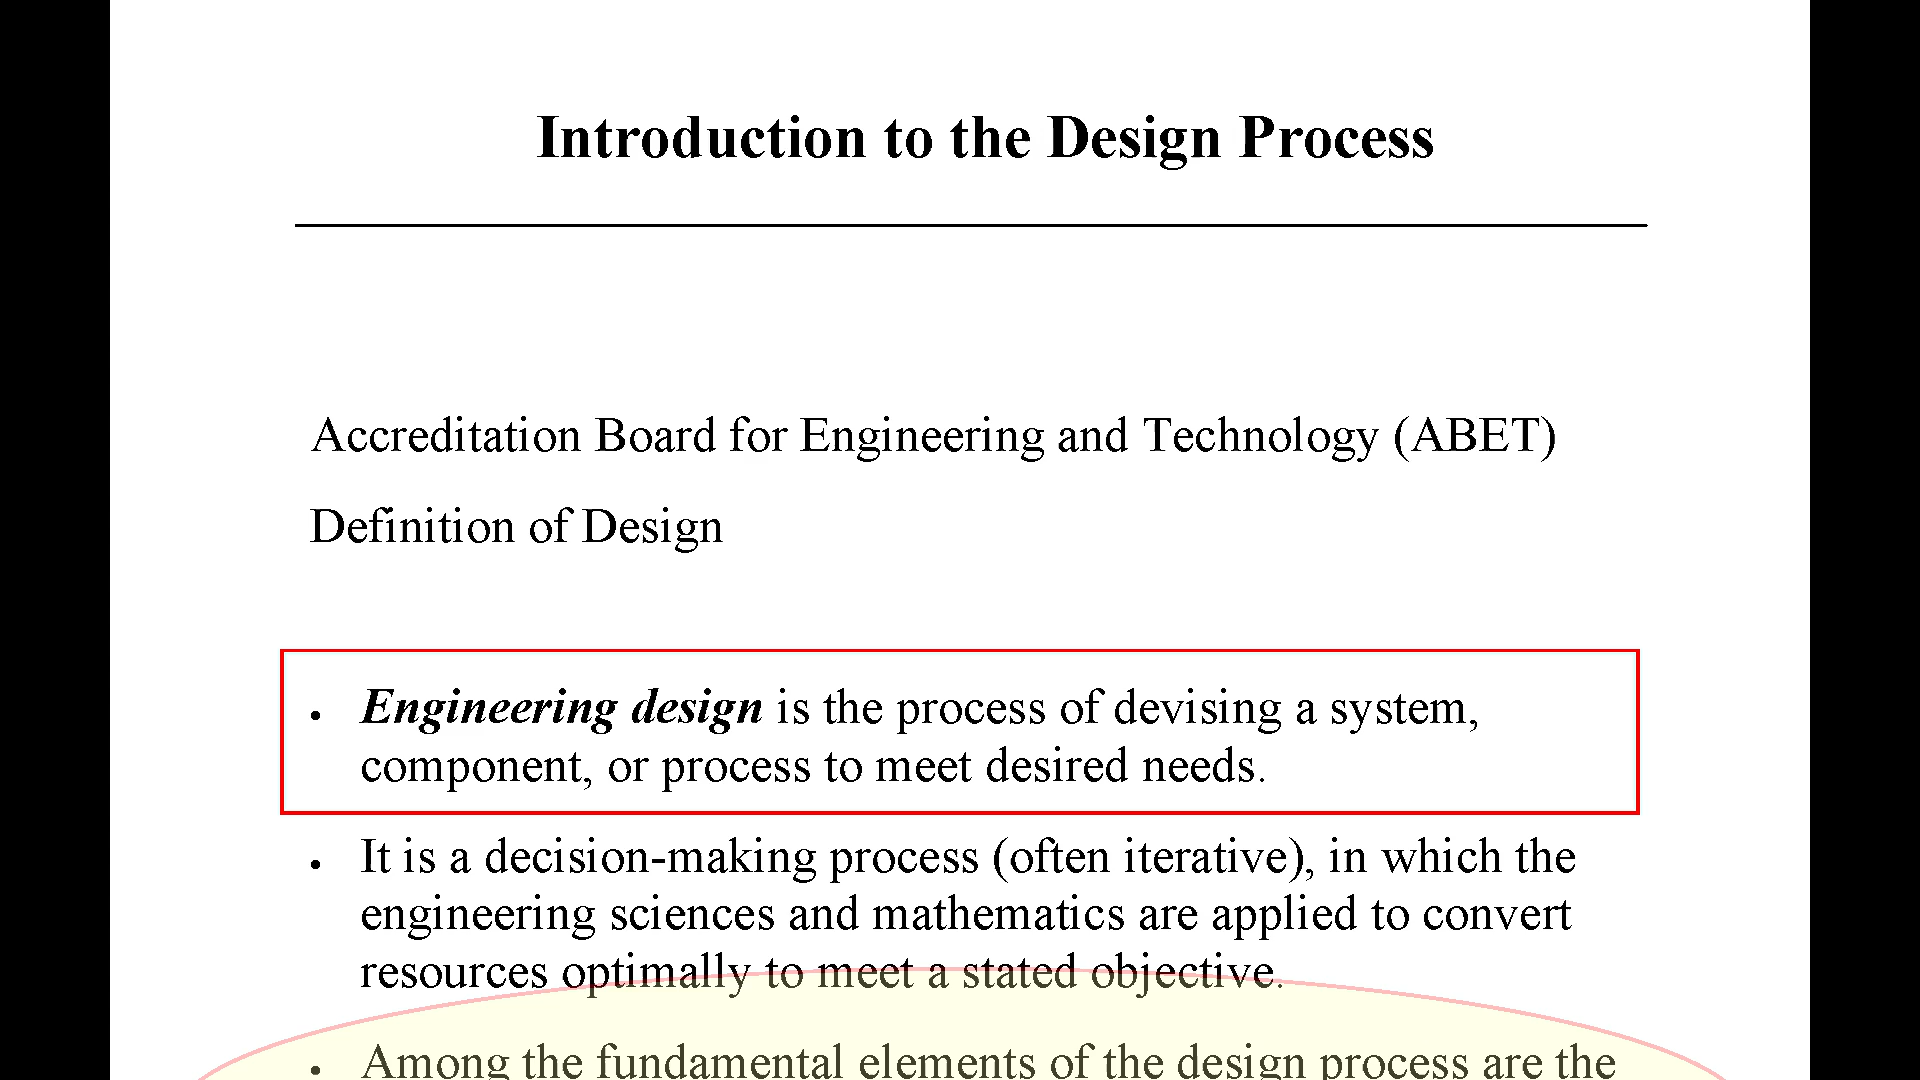 Introduction to the Design Process
Accreditation Board for Engineering and Technology (ABET)
Definition of Design
• Engineering design is the process of devising a system,
component, or process to meet desired needs.
• It is a decision-making process (often iterative), in which the
engineering sciences and mathematics are applied to convert
resources optimally to meet a stated objective.
• Among the fundamental elements of the design process are the